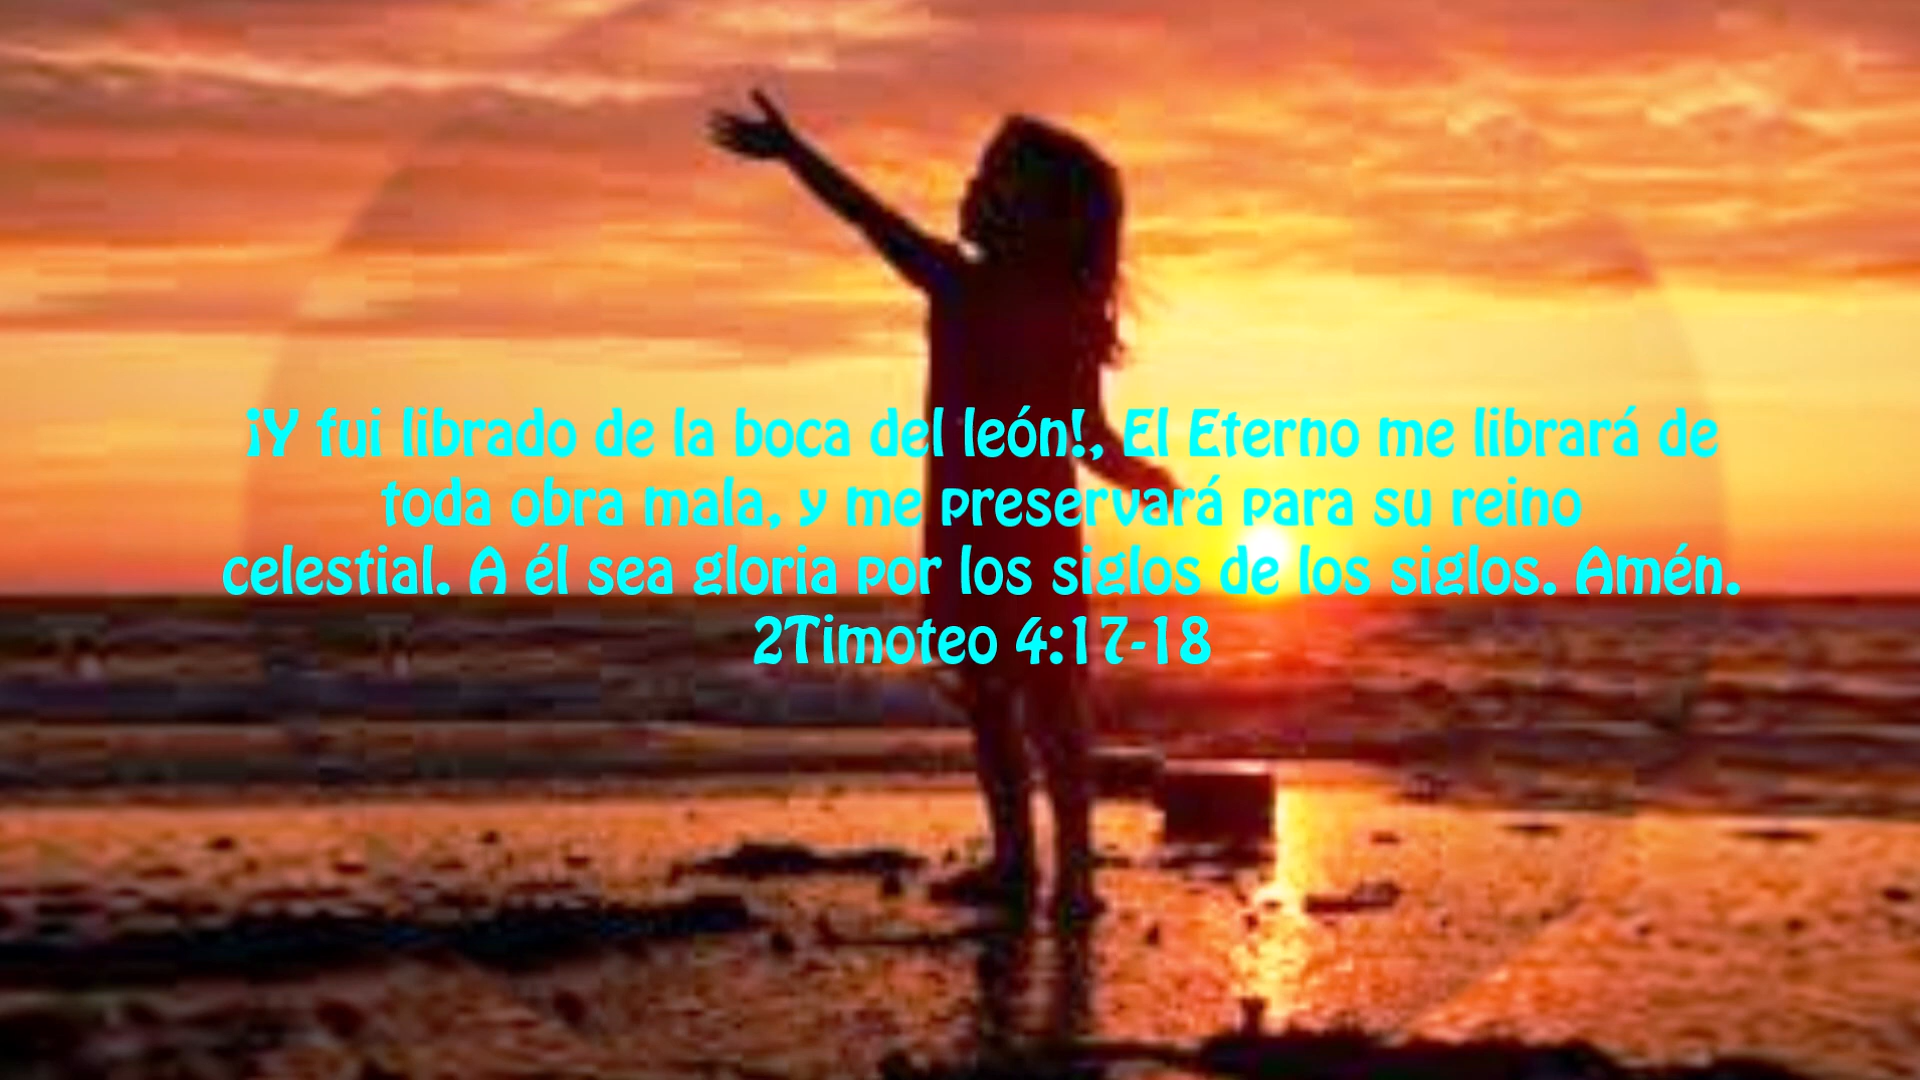 ¡Y fui librado de la boca del león!, El Eterno me librará de
toda obra mala, y me preservará para su reino
celestial. A él sea gloria por los siglos de los siglos. Amén.
2Timoteo 4:17-18